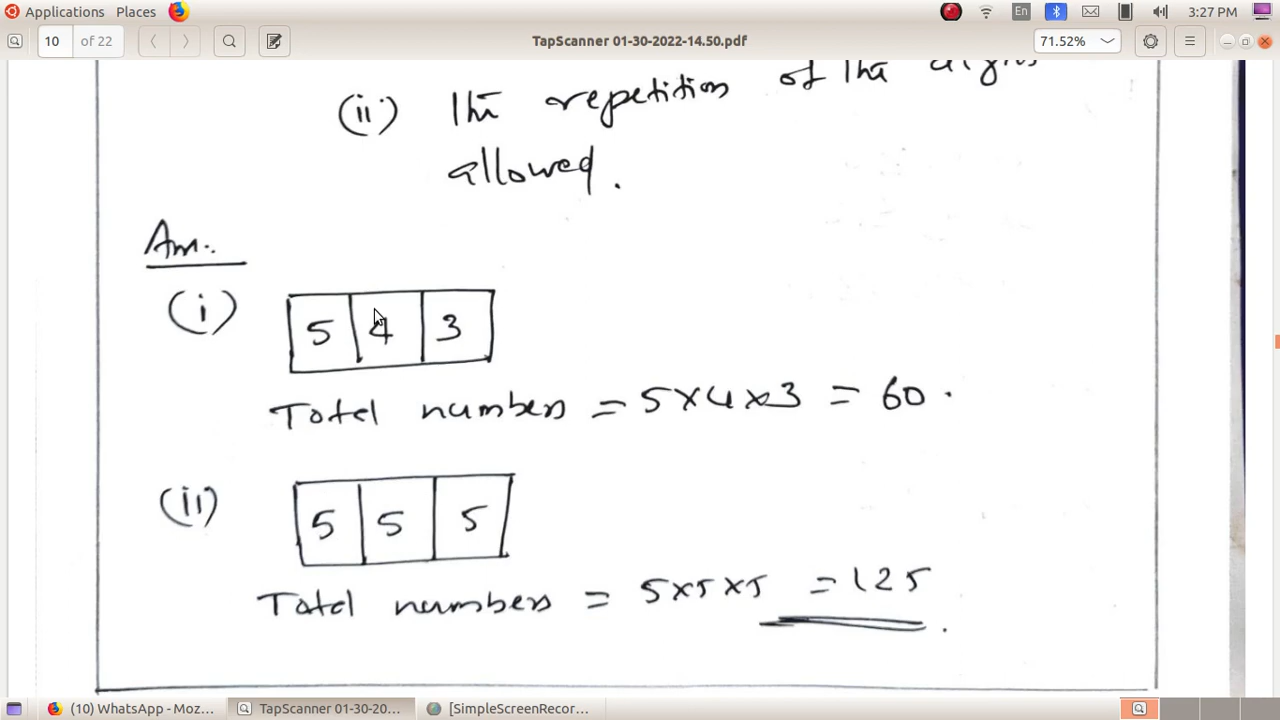 Applications Places En 3:27 PM
10 of 22 TapScanner 01-30-2022-14.50.pdf 71.52%
(ii) The repetition of the digits
allowed.
Ans.
(i) 5 4 3
Total numbers = 5×4×3 = 60.
(ii) 5 5 5
Total numbers = 5×5×5 = 125.
(10) WhatsApp - Moz... TapScanner 01-30-20... [SimpleScreenRecor...